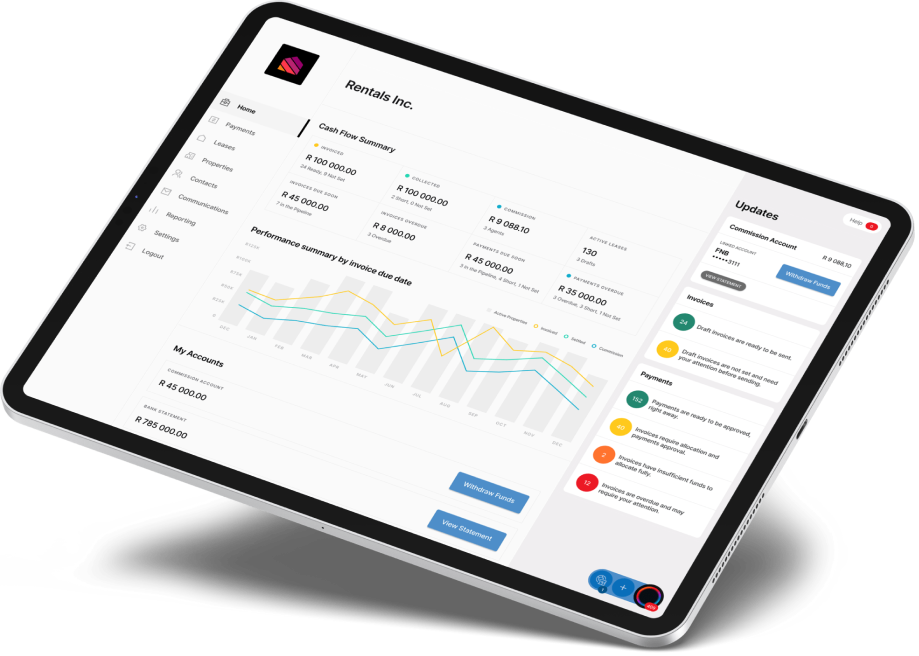 Rentals Inc.
Home
Payments
Leases
Properties
Contacts
Communications
Reporting
Settings
Logout
Cash Flow Summary
INVOICED
R 100 000.00
COLLECTED
R 100 000.00
2 Short, 0 Not Set
COMMISSION
R 9 088.10
3 Agents
ACTIVE LEASES
130
3 Drafts
INVOICES DUE SOON
R 45 000.00
7 in the Pipeline
INVOICES OVERDUE
R 8 000.00
3 Overdue
PAYMENTS DUE SOON
R 45 000.00
3 in the Pipeline, 4 Short, 1 Not Set
PAYMENTS OVERDUE
R 35 000.00
2 Overdue, 3 Short, 1 Not Set
Performance summary by invoice due date
Active Properties
Invoiced
Settled
Commission
0
DEC
JAN
FEB
MAR
APR
MAY
JUN
JUL
AUG
SEP
OCT
NOV
DEC
My Accounts
COMMISSION ACCOUNT
R 45 000.00
BANK STATEMENT
R 785 000.00
Withdraw Funds
View Statement
Updates
Help
Commission Account
LINKED ACCOUNT
FNB
•••••3111
R 9 088.10
VIEW STATEMENT
Withdraw Funds
Invoices
24
Draft invoices are ready to be sent.
40
Draft invoices are not set and need
your attention before sending.
Payments
152
Payments are ready to be approved,
right away.
Invoices require allocation and
payments approval.
2
Invoices have insufficient funds to
allocate fully.
12
Invoices are overdue and may
require your attention.